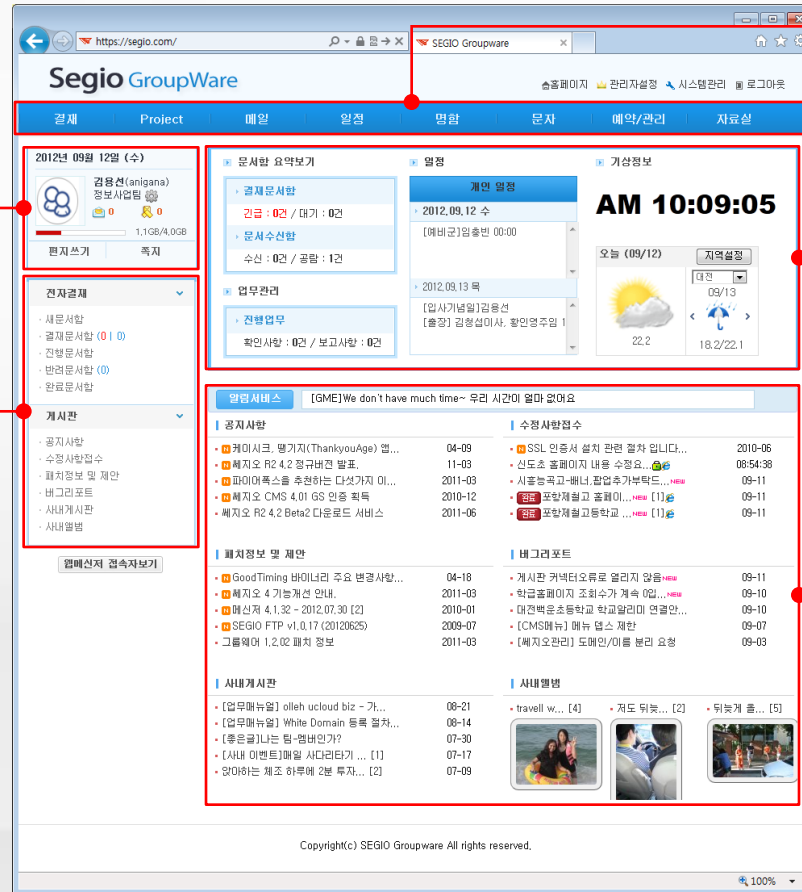 https://segio.com/
SEGIO Groupware
Segio GroupWare
홈페이지 관리자설정 시스템관리 로그아웃
결재 Project 메일 일정 명함 문자 예약/관리 자료실
2012년 09월 12일 (수)
김용선(anigana)
정보사업팀
0 0
1,1GB/4,0GB
편지쓰기 쪽지
전자결재
· 새문서함
· 결재문서함 (0 | 0)
· 진행문서함
· 반려문서함 (0)
· 완료문서함
게시판
· 공지사항
· 수정사항접수
· 패치정보 및 제안
· 버그리포트
· 사내게시판
· 사내앨범
웹메신저 접속자보기
문서함 요약보기
결재문서함
긴급 : 0건 / 대기 : 0건
문서수신함
수신 : 0건 / 공람 : 1건
업무관리
진행업무
확인사항 : 0건 / 보고사항 : 0건
일정
개인 일정
2012,09,12 수
[예비군]임충빈 00:00
2012,09,13 목
[입사기념일]김용선
[출장] 김청섭이사, 황인영주임 1
기상정보
AM 10:09:05
오늘 (09/12) 지역설정
대전
09/13
22,2
18,2/22,1
알림서비스 [GME]We don't have much time~ 우리 시간이 얼마 없어요
공지사항
N 케이시크, 땡기지(ThankyouAge) 앱... 04-09
N 쎄지오 R2 4,2 정규버전 발표, 11-03
N 파이어폭스을 추천하는 다섯가지 이... 2011-03
N 쎄지오 CMS 4,01 GS 인증 획득 2010-12
쎄지오 R2 4,2 Beta2 다운로드 서비스 2011-06
수정사항접수
N SSL 인증서 설치 관련 절차 입니다... 2010-06
신도초 홈페이지 내용 수정요... 08:54:38
시흥능곡고-배너,팝업추가부탁드... NEW 09-11
완료 포항제철고 홈페이... NEW [1] 09-11
완료 포항제철고등학교 ... NEW [1] 09-11
패치정보 및 제안
N GoodTiming 바이너리 주요 변경사항... 04-18
N 쎄지오 4 기능개선 안내, 2011-03
N 메신저 4,1,32 - 2012,07,30 [2] 2010-01
N SEGIO FTP v1,0,17 (20120625) 2009-07
그룹웨어 1,2,02 패치 정보 2011-03
버그리포트
게시판 커넥터오류로 열리지 않음 NEW 09-11
학급홈페이지 조회수가 계속 0입... NEW 09-10
대전백운초등학교 학교알리미 연결안... 09-10
[CMS메뉴] 메뉴 뎁스 제한 09-07
[쎄지오관리] 도메인/이름 분리 요청 09-03
사내게시판
[업무매뉴얼] olleh ucloud biz - 가... 08-21
[업무매뉴얼] White Domain 등록 절차... 08-14
[좋은글]나는 팀-멤버인가? 07-30
[사내 이벤트]매일 사다리타기 ... [1] 07-17
앉아하는 체조 하루에 2분 투자... [2] 07-09
사내앨범
travell w... [4] 저도 뒤늦... [2] 뒤늦게 올... [5]
Copyright(c) SEGIO Groupware All rights reserved,
100%